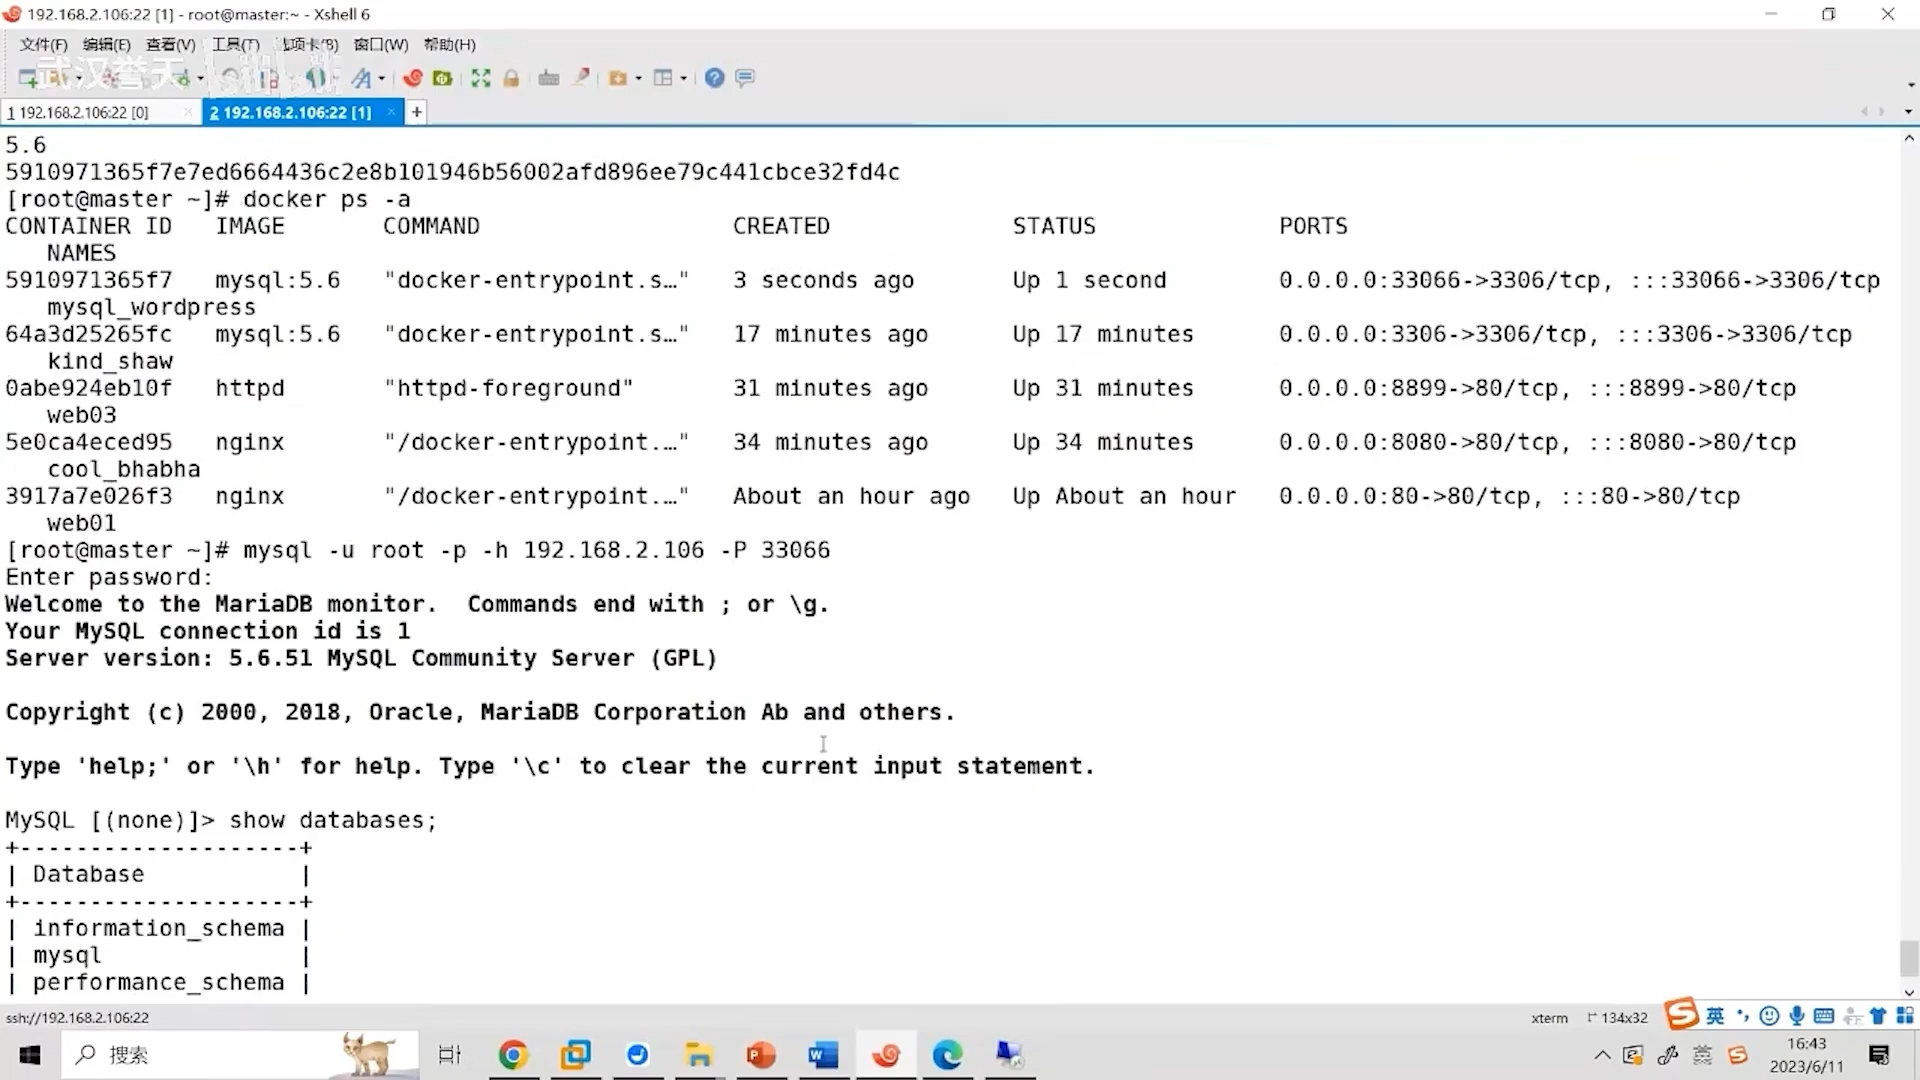 192.168.2.106:22 [1] - root@master:~ - Xshell 6
文件(F) 编辑(E) 查看(V) 工具(T) 选项卡(B) 窗口(W) 帮助(H)
武汉誉天 bilibili
1 192.168.2.106:22 [0] 2 192.168.2.106:22 [1] +
5.6
5910971365f7e7ed6664436c2e8b101946b56002afd896ee79c441cbce32fd4c
[root@master ~]# docker ps -a
CONTAINER ID IMAGE COMMAND CREATED STATUS PORTS
NAMES
5910971365f7 mysql:5.6 "docker-entrypoint.s…" 3 seconds ago Up 1 second 0.0.0.0:33066->3306/tcp, :::33066->3306/tcp
mysql_wordpress
64a3d25265fc mysql:5.6 "docker-entrypoint.s…" 17 minutes ago Up 17 minutes 0.0.0.0:3306->3306/tcp, :::3306->3306/tcp
kind_shaw
0abe924eb10f httpd "httpd-foreground" 31 minutes ago Up 31 minutes 0.0.0.0:8899->80/tcp, :::8899->80/tcp
web03
5e0ca4eced95 nginx "/docker-entrypoint.…" 34 minutes ago Up 34 minutes 0.0.0.0:8080->80/tcp, :::8080->80/tcp
cool_bhabha
3917a7e026f3 nginx "/docker-entrypoint.…" About an hour ago Up About an hour 0.0.0.0:80->80/tcp, :::80->80/tcp
web01
[root@master ~]# mysql -u root -p -h 192.168.2.106 -P 33066
Enter password:
Welcome to the MariaDB monitor.  Commands end with ; or \g.
Your MySQL connection id is 1
Server version: 5.6.51 MySQL Community Server (GPL)
Copyright (c) 2000, 2018, Oracle, MariaDB Corporation Ab and others.
Type 'help;' or '\h' for help. Type '\c' to clear the current input statement.
MySQL [(none)]> show databases;
+--------------------+
| Database           |
+--------------------+
| information_schema |
| mysql              |
| performance_schema |
ssh://192.168.2.106:22 xterm 134x32 英
搜索 英 16:43
2023/6/11